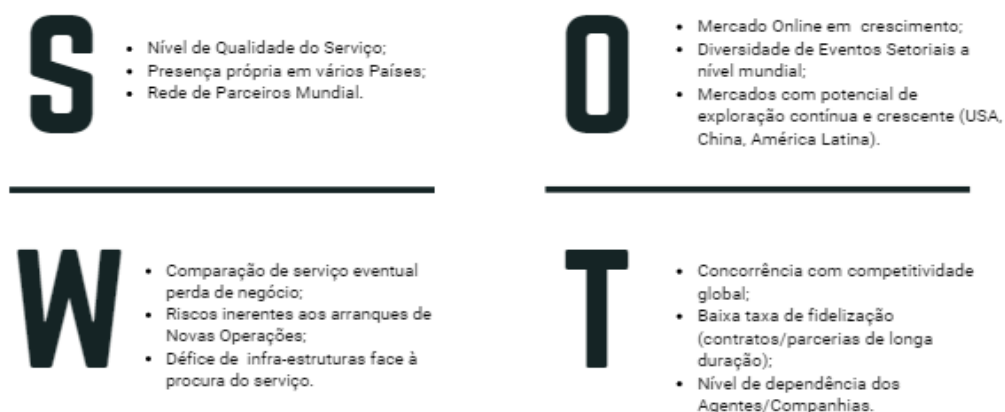 S
• Nível de Qualidade do Serviço;
• Presença própria em vários Países;
• Rede de Parceiros Mundial.
O
• Mercado Online em crescimento;
• Diversidade de Eventos Setoriais a
nível mundial;
• Mercados com potencial de
exploração contínua e crescente (USA,
China, América Latina).
W
• Comparação de serviço eventual
perda de negócio;
• Riscos inerentes aos arranques de
Novas Operações;
• Défice de infra-estruturas face à
procura do serviço.
T
• Concorrência com competitividade
global;
• Baixa taxa de fidelização
(contratos/parcerias de longa
duração);
• Nível de dependência dos
Agentes/Companhias.